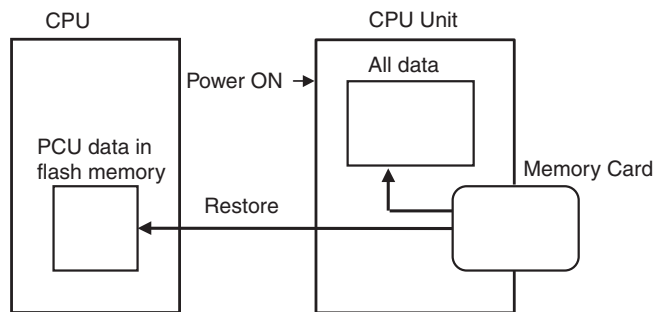 CPU
CPU Unit
Power ON
All data
PCU data in
flash memory
Memory Card
Restore